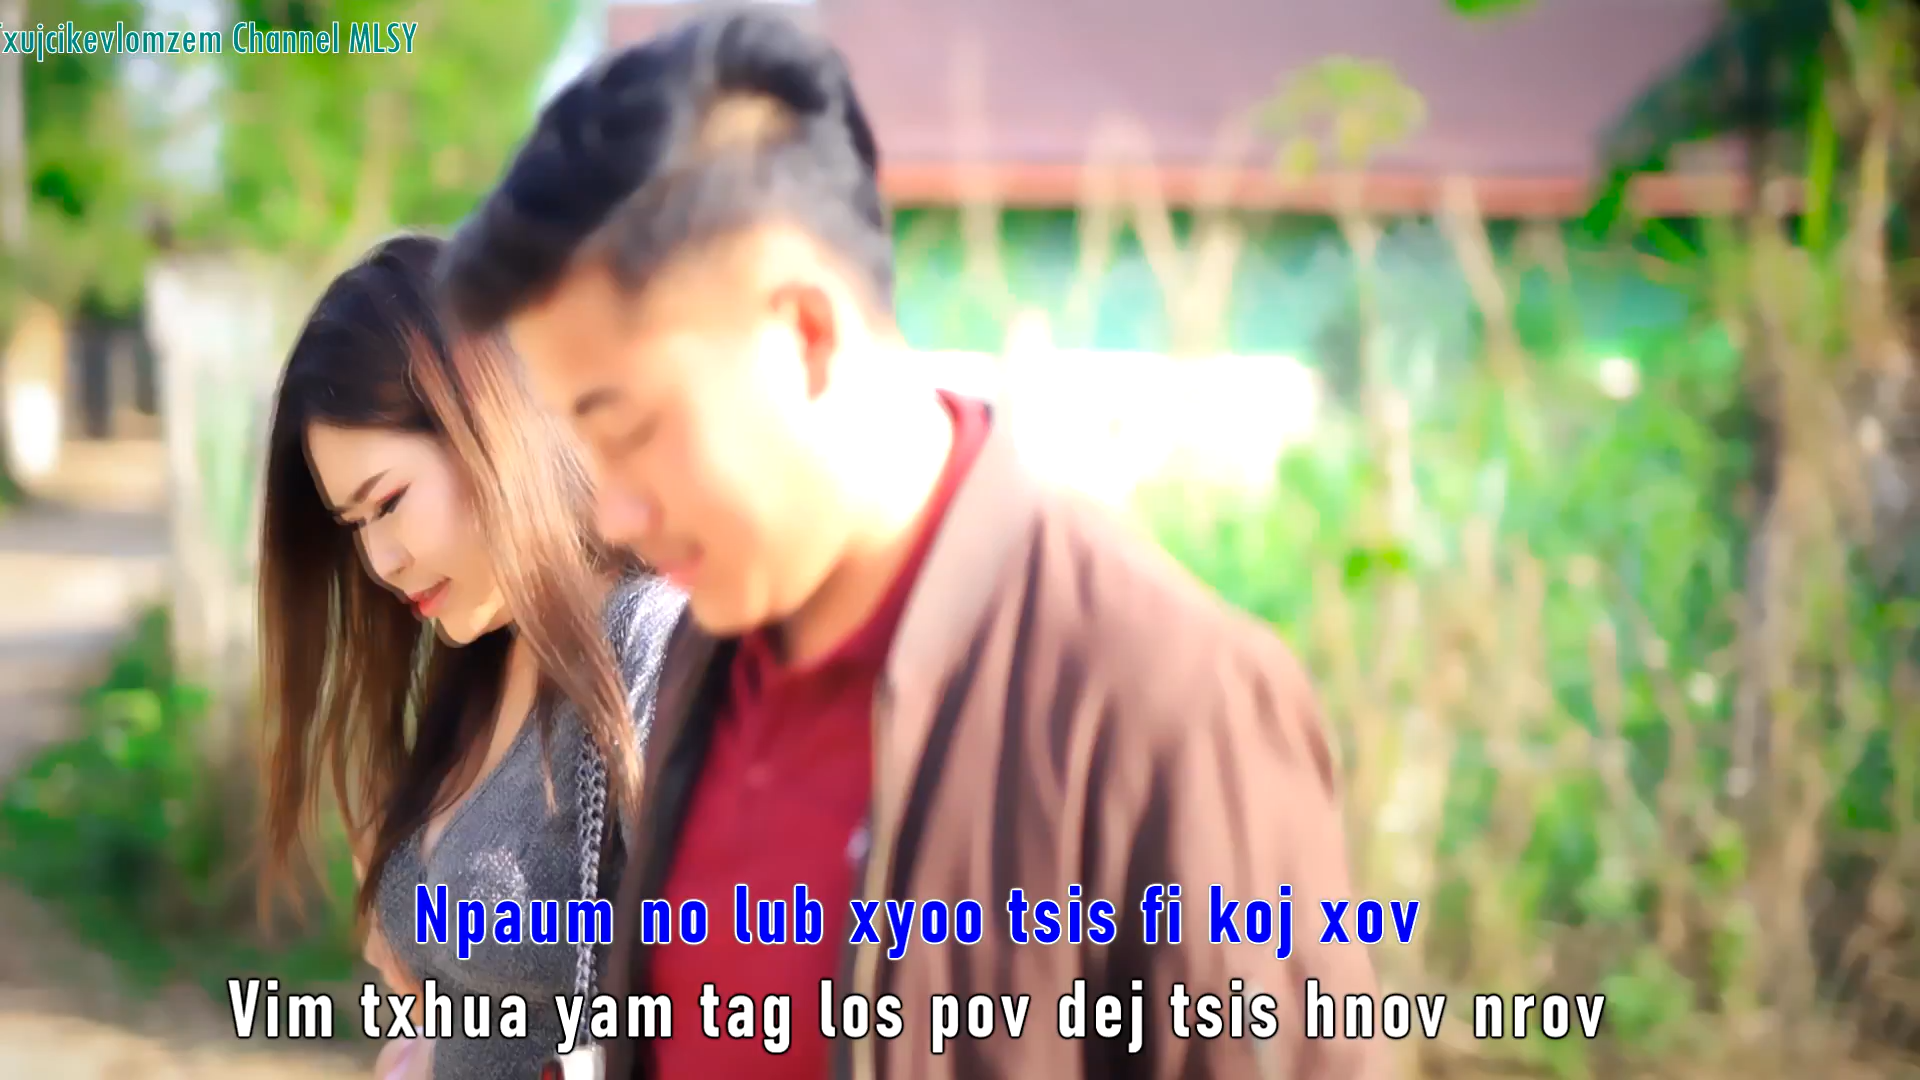 Txujcikevlomzem Channel MLSY
Npaum no lub xyoo tsis fi koj xov
Vim txhua yam tag los pov dej tsis hnov nrov